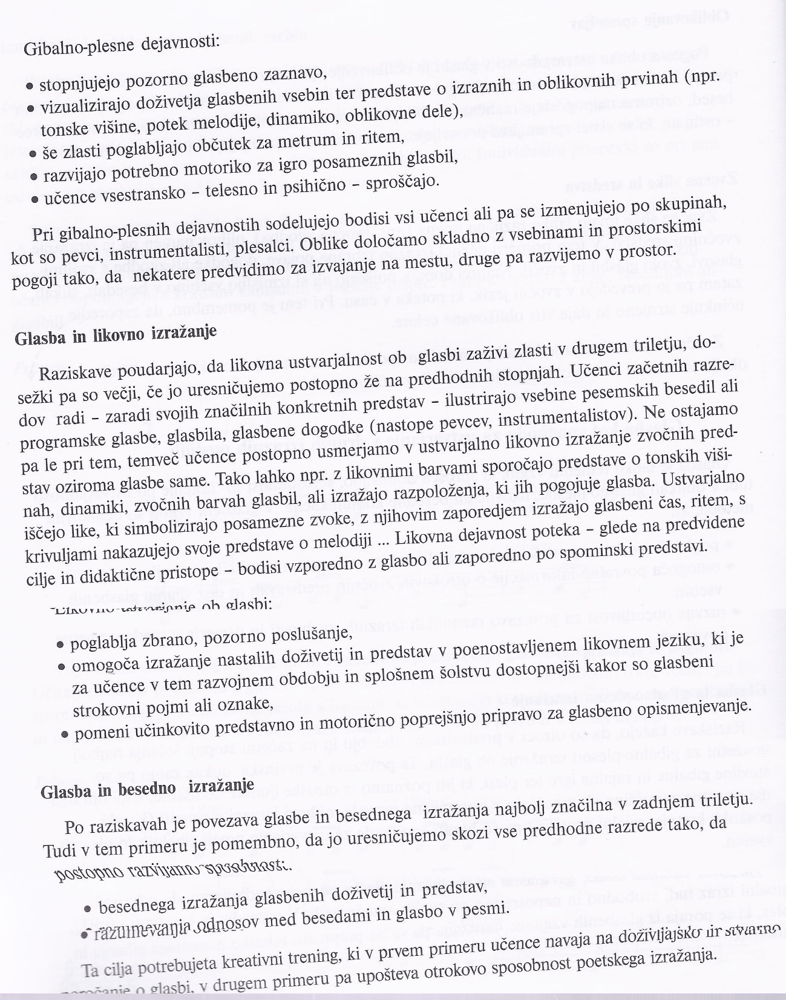 Gibalno-plesne dejavnosti:
• stopnjujejo pozorno glasbeno zaznavo,
• vizualizirajo doživetja glasbenih vsebin ter predstave o izraznih in oblikovnih prvinah (npr.
tonske višine, potek melodije, dinamiko, oblikovne dele),
• še zlasti poglabljajo občutek za metrum in ritem,
• razvijajo potrebno motoriko za igro posameznih glasbil,
• učence vsestransko – telesno in psihično – sproščajo.
Pri gibalno-plesnih dejavnostih sodelujejo bodisi vsi učenci ali pa se izmenjujejo po skupinah,
kot so pevci, instrumentalisti, plesalci. Oblike določamo skladno z vsebinami in prostorskimi
pogoji tako, da nekatere predvidimo za izvajanje na mestu, druge pa razvijemo v prostor.
Glasba in likovno izražanje
Raziskave poudarjajo, da likovna ustvarjalnost ob glasbi zaživi zlasti v drugem triletju, do-
sežki pa so večji, če jo uresničujemo postopno že na predhodnih stopnjah. Učenci začetnih razre-
dov radi – zaradi svojih značilnih konkretnih predstav – ilustrirajo vsebine pesemskih besedil ali
programske glasbe, glasbila, glasbene dogodke (nastope pevcev, instrumentalistov). Ne ostajamo
pa le pri tem, temveč učence postopno usmerjamo v ustvarjalno likovno izražanje zvočnih pred-
stav oziroma glasbe same. Tako lahko npr. z likovnimi barvami sporočajo predstave o tonskih viši-
nah, dinamiki, zvočnih barvah glasbil, ali izražajo razpoloženja, ki jih pogojuje glasba. Ustvarjalno
iščejo like, ki simbolizirajo posamezne zvoke, z njihovim zaporedjem izražajo glasbeni čas, ritem, s
krivuljami nakazujejo svoje predstave o melodiji ... Likovna dejavnost poteka – glede na predvidene
cilje in didaktične pristope – bodisi vzporedno z glasbo ali zaporedno po spominski predstavi.
ob glasbi:
• poglablja zbrano, pozorno poslušanje,
• omogoča izražanje nastalih doživetij in predstav v poenostavljenem likovnem jeziku, ki je
za učence v tem razvojnem obdobju in splošnem šolstvu dostopnejši kakor so glasbeni
strokovni pojmi ali oznake,
• pomeni učinkovito predstavno in motorično poprejšnjo pripravo za glasbeno opismenjevanje.
Glasba in besedno izražanje
Po raziskavah je povezava glasbe in besednega izražanja najbolj značilna v zadnjem triletju.
Tudi v tem primeru je pomembno, da jo uresničujemo skozi vse predhodne razrede tako, da
postopno razvijamo sposobnost:
• besednega izražanja glasbenih doživetij in predstav,
• razumevanja odnosov med besedami in glasbo v pesmi.
Ta cilja potrebujeta kreativni trening, ki v prvem primeru učence navaja na doživljajsko in stvarno
o glasbi, v drugem primeru pa upošteva otrokovo sposobnost poetskega izražanja.